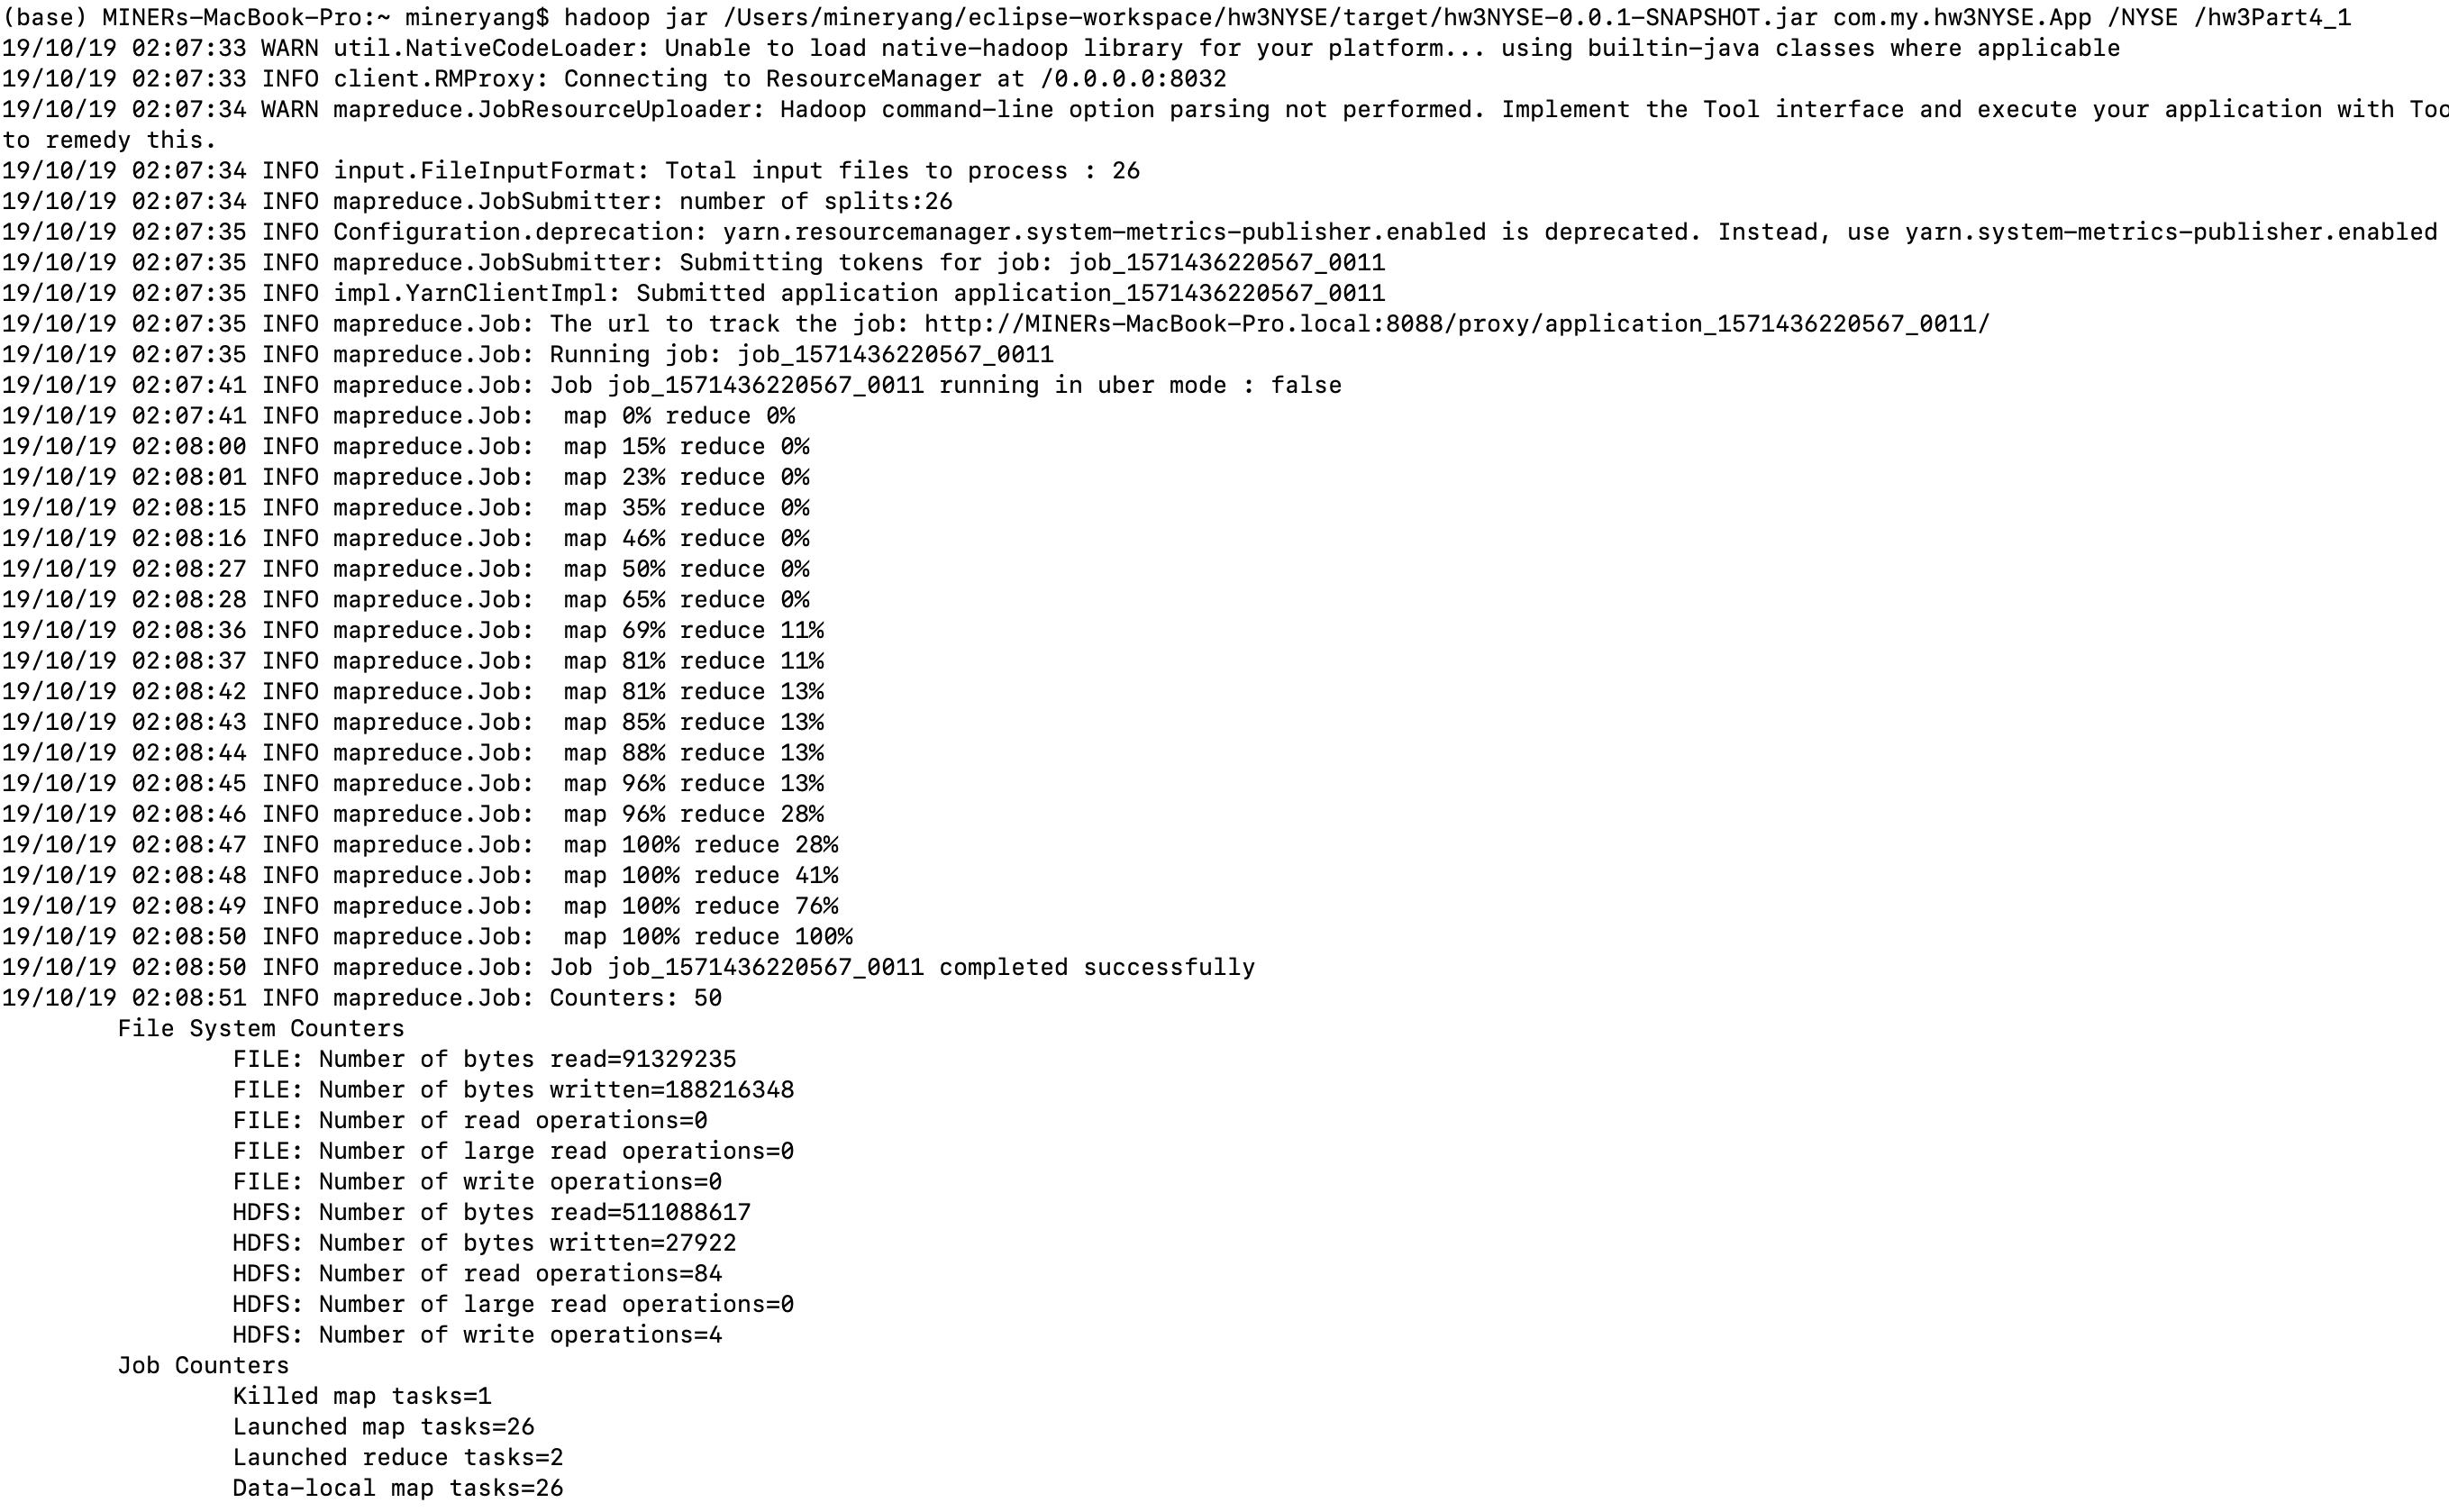 (base) MINERs-MacBook-Pro:~ mineryang$ hadoop jar /Users/mineryang/eclipse-workspace/hw3NYSE/target/hw3NYSE-0.0.1-SNAPSHOT.jar com.my.hw3NYSE.App /NYSE /hw3Part4_1
19/10/19 02:07:33 WARN util.NativeCodeLoader: Unable to load native-hadoop library for your platform... using builtin-java classes where applicable
19/10/19 02:07:33 INFO client.RMProxy: Connecting to ResourceManager at /0.0.0.0:8032
19/10/19 02:07:34 WARN mapreduce.JobResourceUploader: Hadoop command-line option parsing not performed. Implement the Tool interface and execute your application with Too
to remedy this.
19/10/19 02:07:34 INFO input.FileInputFormat: Total input files to process : 26
19/10/19 02:07:34 INFO mapreduce.JobSubmitter: number of splits:26
19/10/19 02:07:35 INFO Configuration.deprecation: yarn.resourcemanager.system-metrics-publisher.enabled is deprecated. Instead, use yarn.system-metrics-publisher.enabled
19/10/19 02:07:35 INFO mapreduce.JobSubmitter: Submitting tokens for job: job_1571436220567_0011
19/10/19 02:07:35 INFO impl.YarnClientImpl: Submitted application application_1571436220567_0011
19/10/19 02:07:35 INFO mapreduce.Job: The url to track the job: http://MINERs-MacBook-Pro.local:8088/proxy/application_1571436220567_0011/
19/10/19 02:07:35 INFO mapreduce.Job: Running job: job_1571436220567_0011
19/10/19 02:07:41 INFO mapreduce.Job: Job job_1571436220567_0011 running in uber mode : false
19/10/19 02:07:41 INFO mapreduce.Job:  map 0% reduce 0%
19/10/19 02:08:00 INFO mapreduce.Job:  map 15% reduce 0%
19/10/19 02:08:01 INFO mapreduce.Job:  map 23% reduce 0%
19/10/19 02:08:15 INFO mapreduce.Job:  map 35% reduce 0%
19/10/19 02:08:16 INFO mapreduce.Job:  map 46% reduce 0%
19/10/19 02:08:27 INFO mapreduce.Job:  map 50% reduce 0%
19/10/19 02:08:28 INFO mapreduce.Job:  map 65% reduce 0%
19/10/19 02:08:36 INFO mapreduce.Job:  map 69% reduce 11%
19/10/19 02:08:37 INFO mapreduce.Job:  map 81% reduce 11%
19/10/19 02:08:42 INFO mapreduce.Job:  map 81% reduce 13%
19/10/19 02:08:43 INFO mapreduce.Job:  map 85% reduce 13%
19/10/19 02:08:44 INFO mapreduce.Job:  map 88% reduce 13%
19/10/19 02:08:45 INFO mapreduce.Job:  map 96% reduce 13%
19/10/19 02:08:46 INFO mapreduce.Job:  map 96% reduce 28%
19/10/19 02:08:47 INFO mapreduce.Job:  map 100% reduce 28%
19/10/19 02:08:48 INFO mapreduce.Job:  map 100% reduce 41%
19/10/19 02:08:49 INFO mapreduce.Job:  map 100% reduce 76%
19/10/19 02:08:50 INFO mapreduce.Job:  map 100% reduce 100%
19/10/19 02:08:50 INFO mapreduce.Job: Job job_1571436220567_0011 completed successfully
19/10/19 02:08:51 INFO mapreduce.Job: Counters: 50
File System Counters
FILE: Number of bytes read=91329235
FILE: Number of bytes written=188216348
FILE: Number of read operations=0
FILE: Number of large read operations=0
FILE: Number of write operations=0
HDFS: Number of bytes read=511088617
HDFS: Number of bytes written=27922
HDFS: Number of read operations=84
HDFS: Number of large read operations=0
HDFS: Number of write operations=4
Job Counters
Killed map tasks=1
Launched map tasks=26
Launched reduce tasks=2
Data-local map tasks=26